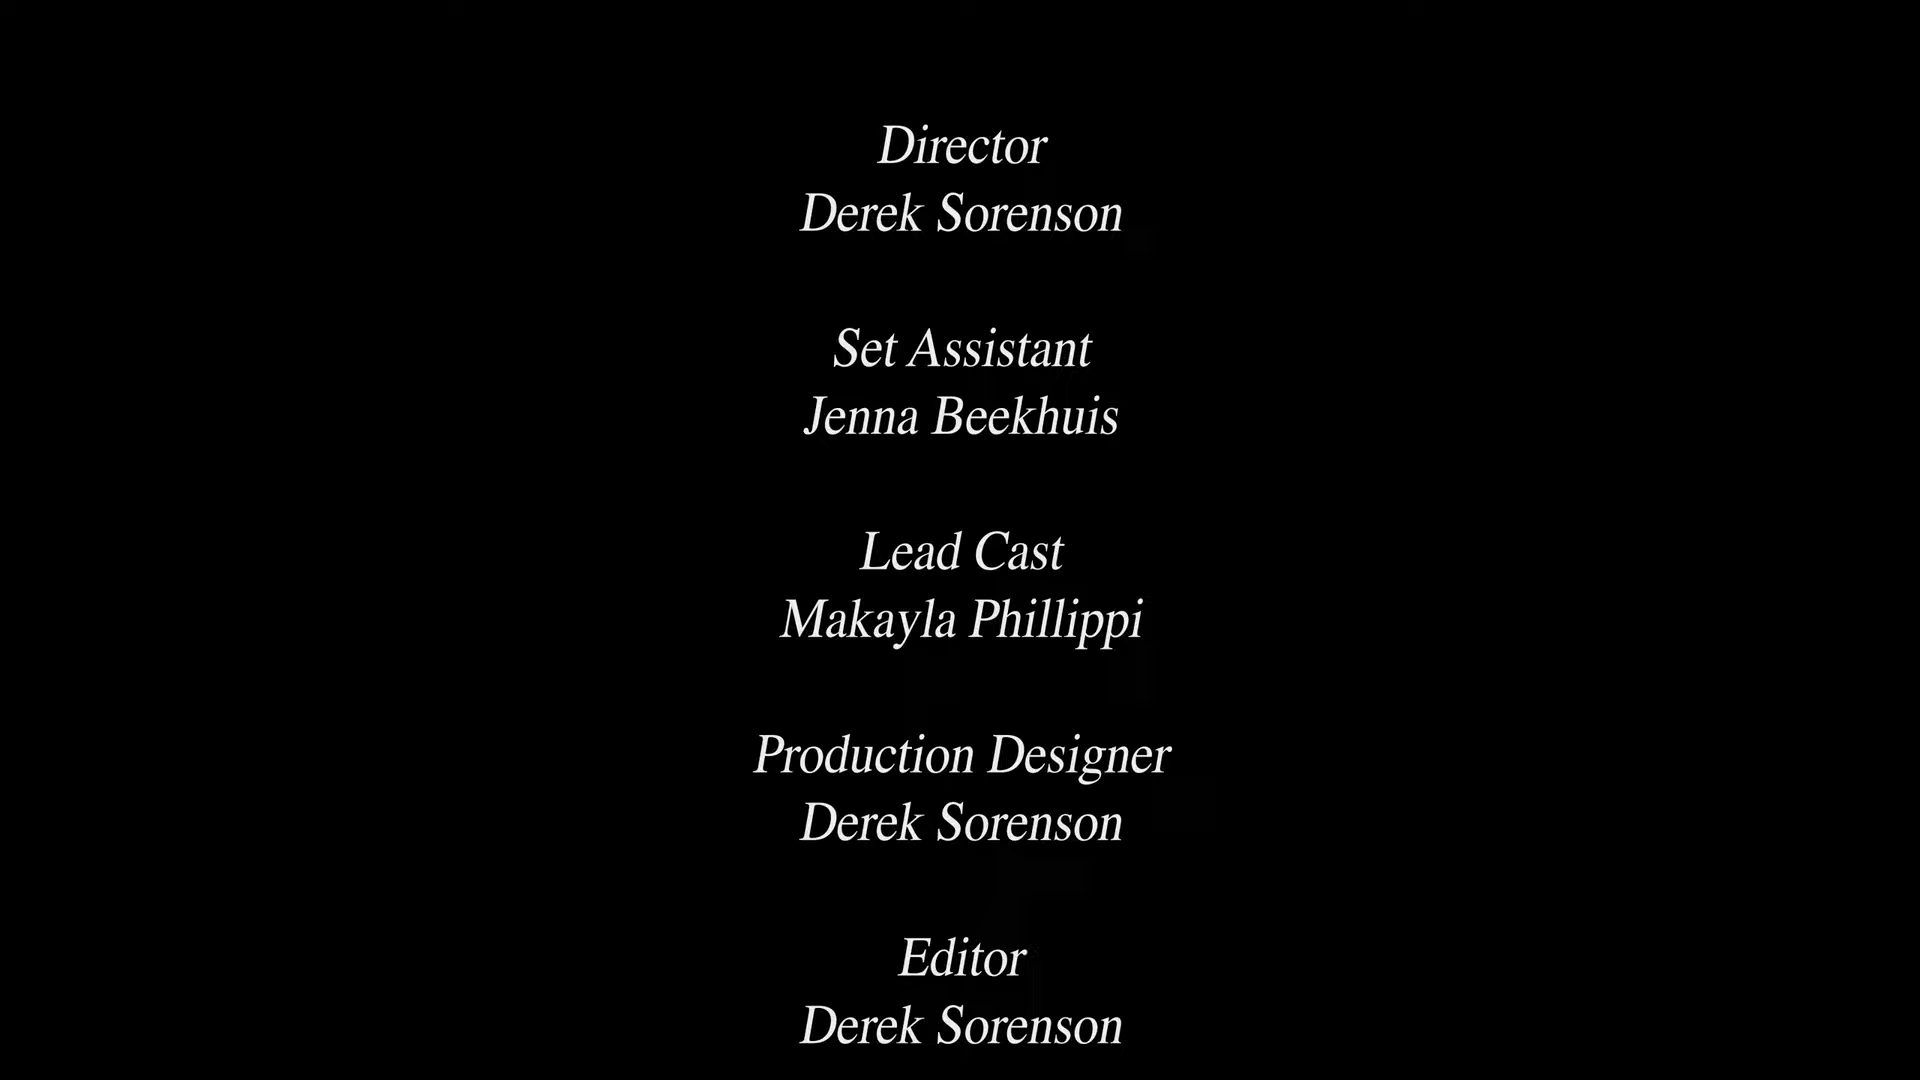 Director
Derek Sorenson
Set Assistant
Jenna Beekhuis
Lead Cast
Makayla Phillippi
Production Designer
Derek Sorenson
Editor
Derek Sorenson